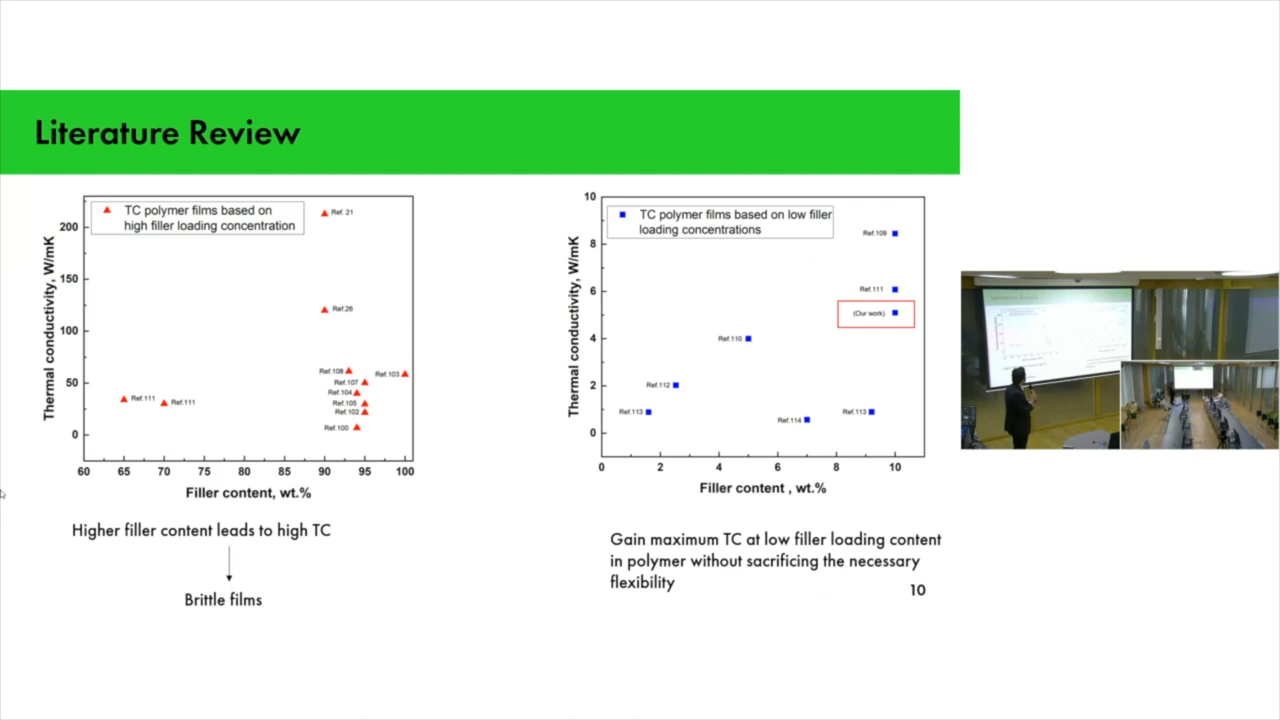 Literature Review
TC polymer films based on
high filler loading concentration
Ref. 21
Ref.26
Ref.108
Ref.103
Ref.107
Ref.104
Ref.111
Ref.111
Ref.105
Ref.102
Ref.100
200
150
100
50
0
60 65 70 75 80 85 90 95 100
Thermal conductivity, W/mK
Filler content, wt.%
Higher filler content leads to high TC
Brittle films
TC polymer films based on low filler
loading concentrations
Ref.109
Ref.111
(Our work)
Ref.110
Ref.112
Ref.113
Ref.114
Ref.113
10
8
6
4
2
0
0 2 4 6 8 10
Thermal conductivity, W/mK
Filler content , wt.%
Gain maximum TC at low filler loading content
in polymer without sacrificing the necessary
flexibility
10
Literature Review